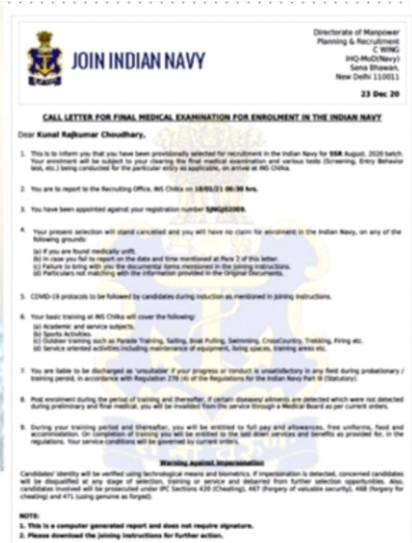 JOIN INDIAN NAVY
Directorate of Manpower
Planning & Recruitment
C WING
IHQ-MoD(Navy)
Sena Bhawan,
New Delhi 110011
23 Dec 20
CALL LETTER FOR FINAL MEDICAL EXAMINATION FOR ENROLMENT IN THE INDIAN NAVY
Dear Kunal Rajkumar Choudhary,
1. This is to inform you that you have been provisionally selected for recruitment in the Indian Navy for SSR August, 2020 batch.
Your enrolment will be subject to your clearing the final medical examination and various tests (Screening, Entry Behavior
test, etc.) being conducted for the particular entry as applicable, on arrival at INS Chilka.
2. You are to report to the Recruiting Office, INS Chilka on 18/01/21 06:30 hrs.
3. You have been appointed against your registration number
4. Your present selection will stand cancelled and you will have no claim for enrolment in the Indian Navy, on any of the
following grounds:
(a) If you are found medically unfit.
(b) In case you fail to report on the date and time mentioned at Para 2 of this letter.
(c) Failure to bring with you the documents/ items mentioned in the joining instructions.
(d) Particulars not matching with the information provided in the Original Documents.
5. COVID-19 protocols to be followed by candidates during induction as mentioned in joining instructions.
6. Your basic training at INS Chilka will cover the following:
(a) Academic and service subjects.
(b) Sports Activities.
(c) Outdoor training such as Parade Training, Sailing, Boat Pulling, Swimming, CrossCountry, Trekking, Firing etc.
(d) Service oriented activities including maintenance of equipment, living spaces, training areas etc.
7. You are liable to be discharged as 'unsuitable' if your progress or conduct is unsatisfactory in any field during probationary /
training period, in accordance with Regulation 278 (4) of the Regulations for the Indian Navy Part III (Statutory).
8. Post enrolment during the period of training and thereafter, if certain diseases/ ailments are detected which were not detected
during preliminary and final medical, you will be invalided from the service through a Medical Board as per current orders.
9. During your training period and thereafter, you will be entitled to full pay and allowances, free uniforms, food and
accommodation. On completion of training you will be entitled to the laid down services and benefits as provided for, in the
regulations. Your service conditions will be governed by current orders.
Warning Against Impersonation
Candidates' identity will be verified using technological means and biometrics. If impersonation is detected, concerned candidates
will be disqualified at any stage of selection, training or service and debarred from further selection opportunities. Also,
candidates involved will be prosecuted under IPC Sections 420 (Cheating), 467 (Forgery of valuable security), 468 (forgery for
cheating) and 471 (using genuine as forged).
NOTE:
1. This is a computer generated report and does not require signature.
2. Please download the joining instructions for further action.